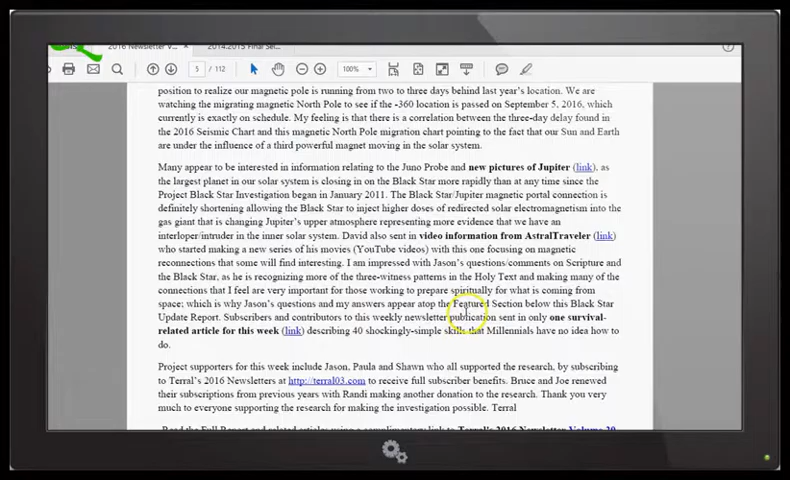 2016 Newsletter V... ×
2014.2015 Final Sei...
5 / 112
100%
position to realize our magnetic pole is running from two to three days behind last year's location. We are
watching the migrating magnetic North Pole to see if the -360 location is passed on September 5, 2016, which
currently is exactly on schedule. My feeling is that there is a correlation between the three-day delay found in
the 2016 Seismic Chart and this magnetic North Pole migration chart pointing to the fact that our Sun and Earth
are under the influence of a third powerful magnet moving in the solar system.
Many appear to be interested in information relating to the Juno Probe and new pictures of Jupiter (link), as
the largest planet in our solar system is closing in on the Black Star more rapidly than at any time since the
Project Black Star Investigation began in January 2011. The Black Star/Jupiter magnetic portal connection is
definitely shortening allowing the Black Star to inject higher doses of redirected solar electromagnetism into the
gas giant that is changing Jupiter's upper atmosphere representing more evidence that we have an
interloper/intruder in the inner solar system. David also sent in video information from AstralTraveler (link)
who started making a new series of his movies (YouTube videos) with this one focusing on magnetic
reconnections that some will find interesting. I am impressed with Jason's questions/comments on Scripture and
the Black Star, as he is recognizing more of the three-witness patterns in the Holy Text and making many of the
connections that I feel are very important for those working to prepare spiritually for what is coming from
space; which is why Jason's questions and my answers appear atop the Featured Section below this Black Star
Update Report. Subscribers and contributors to this weekly newsletter publication sent in only one survival-
related article for this week (link) describing 40 shockingly-simple skills that Millennials have no idea how to
do.
Project supporters for this week include Jason, Paula and Shawn who all supported the research, by subscribing
to Terral's 2016 Newsletters at http://terral03.com to receive full subscriber benefits. Bruce and Joe renewed
their subscriptions from previous years with Randi making another donation to the research. Thank you very
much to everyone supporting the research for making the investigation possible. Terral
Read the Full Report and related articles using a complimentary link to Terral's 2016 Newsletter Volume 20